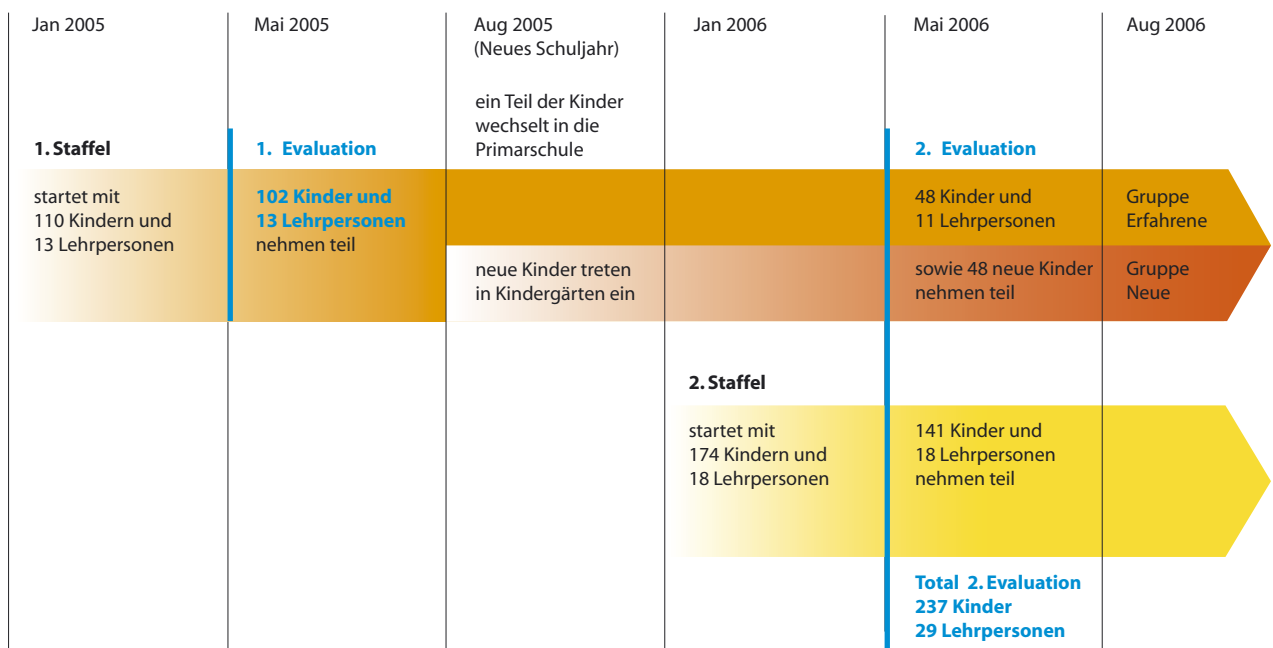 Jan 2005
Mai 2005
Aug 2005
(Neues Schuljahr)
Jan 2006
Mai 2006
Aug 2006
ein Teil der Kinder
wechselt in die
Primarschule
1. Staffel
1. Evaluation
2. Evaluation
startet mit
110 Kindern und
13 Lehrpersonen
102 Kinder und
13 Lehrpersonen
nehmen teil
48 Kinder und
11 Lehrpersonen
Gruppe
Erfahrene
neue Kinder treten
in Kindergärten ein
sowie 48 neue Kinder
nehmen teil
Gruppe
Neue
2. Staffel
startet mit
174 Kindern und
18 Lehrpersonen
141 Kinder und
18 Lehrpersonen
nehmen teil
Total 2. Evaluation
237 Kinder
29 Lehrpersonen